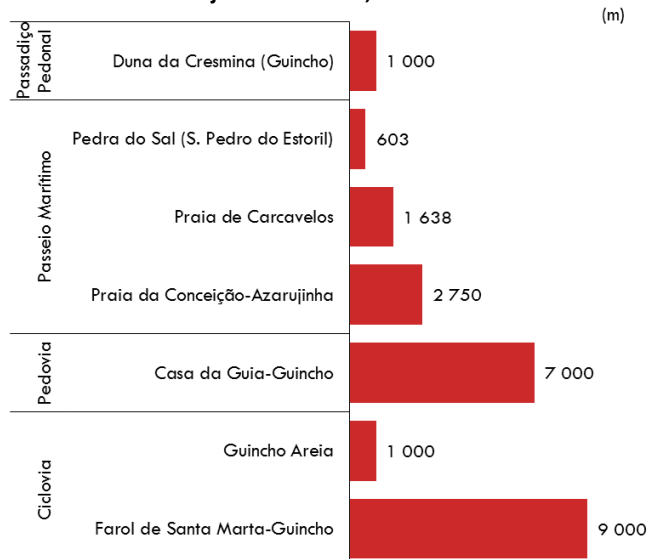 (m)
Passadiço
Pedonal
Duna da Cresmina (Guincho)
1 000
Passeio Marítimo
Pedra do Sal (S. Pedro do Estoril)
603
Praia de Carcavelos
1 638
Praia da Conceição-Azarujinha
2 750
Pedovia
Casa da Guia-Guincho
7 000
Ciclovia
Guincho Areia
1 000
Farol de Santa Marta-Guincho
9 000